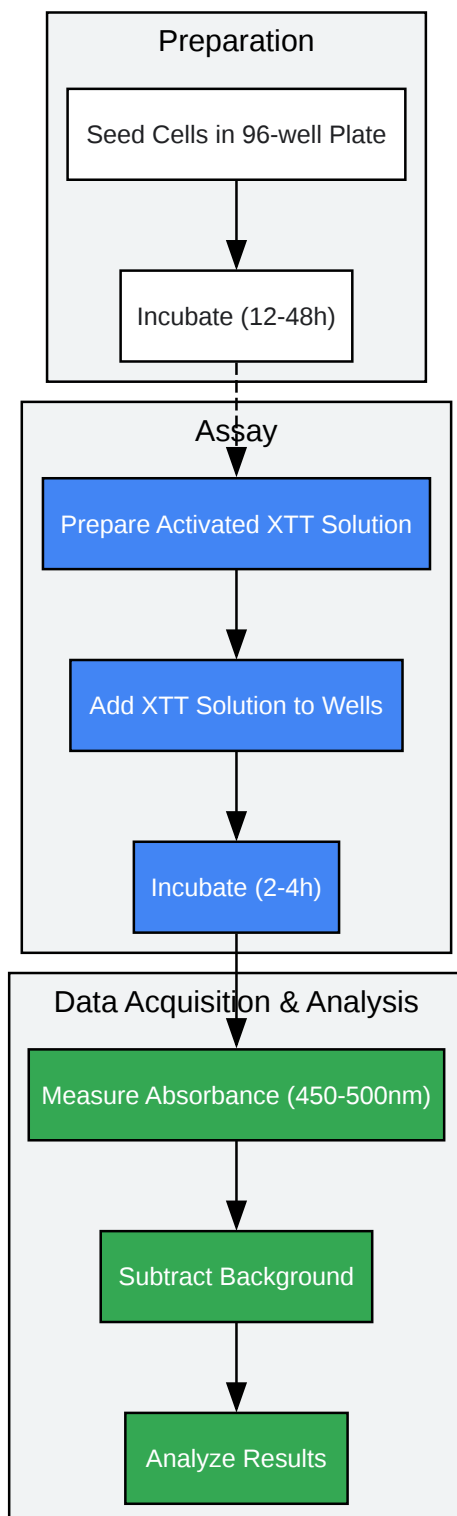 Preparation
Seed Cells in 96-well Plate
Incubate (12-48h)
Assay
Prepare Activated XTT Solution
Add XTT Solution to Wells
Incubate (2-4h)
Data Acquisition & Analysis
Measure Absorbance (450-500nm)
Subtract Background
Analyze Results